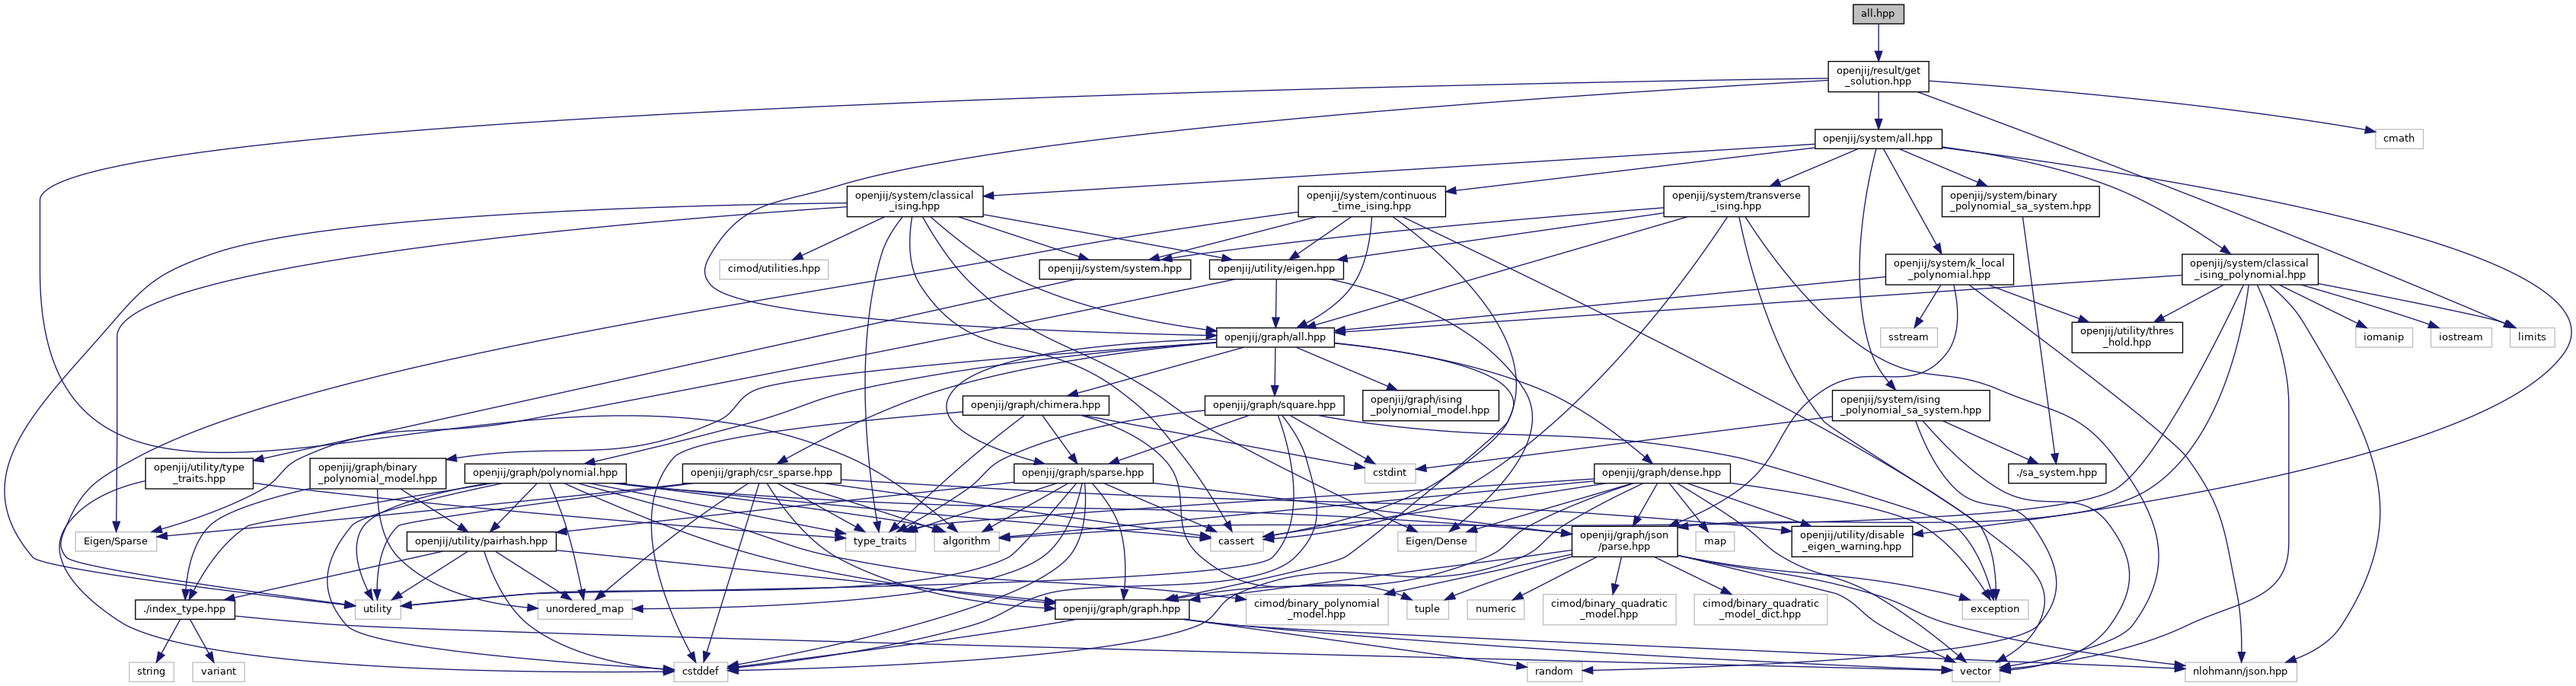 all.hpp
openjij/result/get
_solution.hpp
openjij/system/all.hpp
cmath
openjij/system/classical
_ising.hpp
openjij/system/continuous
_time_ising.hpp
openjij/system/transverse
_ising.hpp
openjij/system/binary
_polynomial_sa_system.hpp
cimod/utilities.hpp
openjij/system/system.hpp
openjij/utility/eigen.hpp
openjij/system/k_local
_polynomial.hpp
openjij/system/classical
_ising_polynomial.hpp
openjij/graph/all.hpp
sstream
openjij/utility/thres
_hold.hpp
iomanip
iostream
limits
openjij/graph/chimera.hpp
openjij/graph/square.hpp
openjij/graph/ising
_polynomial_model.hpp
openjij/system/ising
_polynomial_sa_system.hpp
openjij/utility/type
_traits.hpp
openjij/graph/binary
_polynomial_model.hpp
openjij/graph/polynomial.hpp
openjij/graph/csr_sparse.hpp
openjij/graph/sparse.hpp
cstdint
openjij/graph/dense.hpp
./sa_system.hpp
Eigen/Sparse
openjij/utility/pairhash.hpp
type_traits
algorithm
cassert
Eigen/Dense
openjij/graph/json
/parse.hpp
map
openjij/utility/disable
_eigen_warning.hpp
./index_type.hpp
utility
unordered_map
openjij/graph/graph.hpp
cimod/binary_polynomial
_model.hpp
tuple
numeric
cimod/binary_quadratic
_model.hpp
cimod/binary_quadratic
_model_dict.hpp
exception
string
variant
cstddef
random
vector
nlohmann/json.hpp